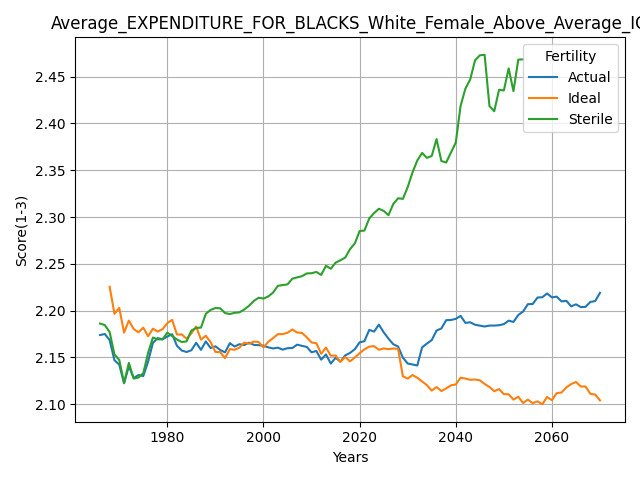 Average_EXPENDITURE_FOR_BLACKS_White_Female_Above_Average_IQ
Fertility
Actual
Ideal
Sterile
Score(1-3)
2.45
2.40
2.35
2.30
2.25
2.20
2.15
2.10
1980
2000
2020
2040
2060
Years